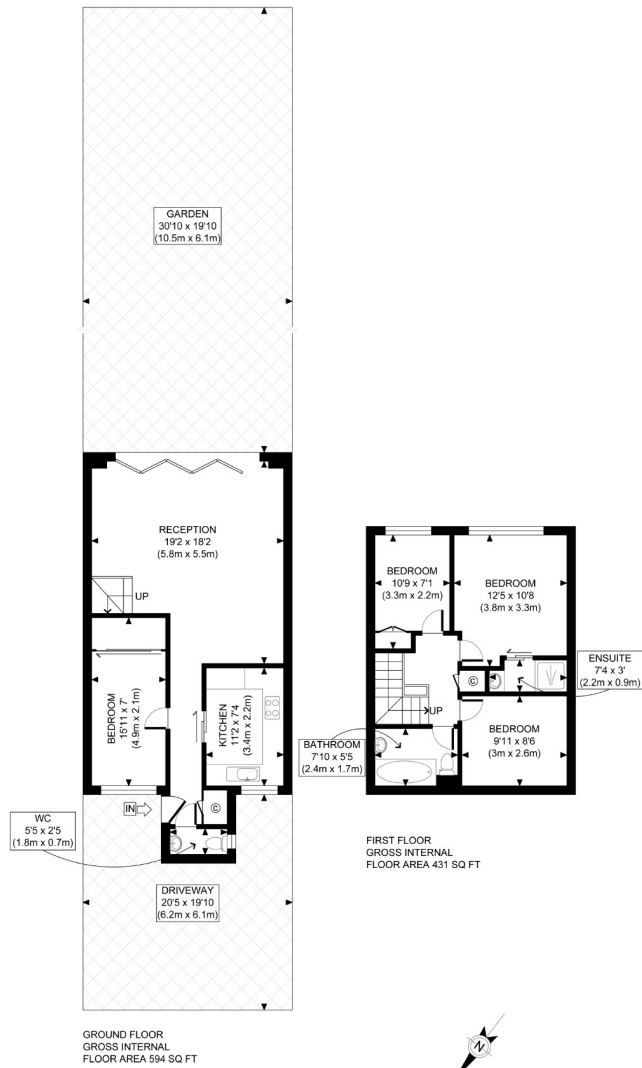 GARDEN
30'10 x 19'10
(10.5m x 6.1m)
RECEPTION
19'2 x 18'2
(5.8m x 5.5m)
UP
BEDROOM
15'11 x 7'
(4.9m x 2.1m)
KITCHEN
11'2 x 7'4
(3.4m x 2.2m)
IN
C
WC
5'5 x 2'5
(1.8m x 0.7m)
DRIVEWAY
20'5 x 19'10
(6.2m x 6.1m)
GROUND FLOOR
GROSS INTERNAL
FLOOR AREA 594 SQ FT
BEDROOM
10'9 x 7'1
(3.3m x 2.2m)
BEDROOM
12'5 x 10'8
(3.8m x 3.3m)
ENSUITE
7'4 x 3'
(2.2m x 0.9m)
C
UP
BEDROOM
9'11 x 8'6
(3m x 2.6m)
BATHROOM
7'10 x 5'5
(2.4m x 1.7m)
FIRST FLOOR
GROSS INTERNAL
FLOOR AREA 431 SQ FT
N